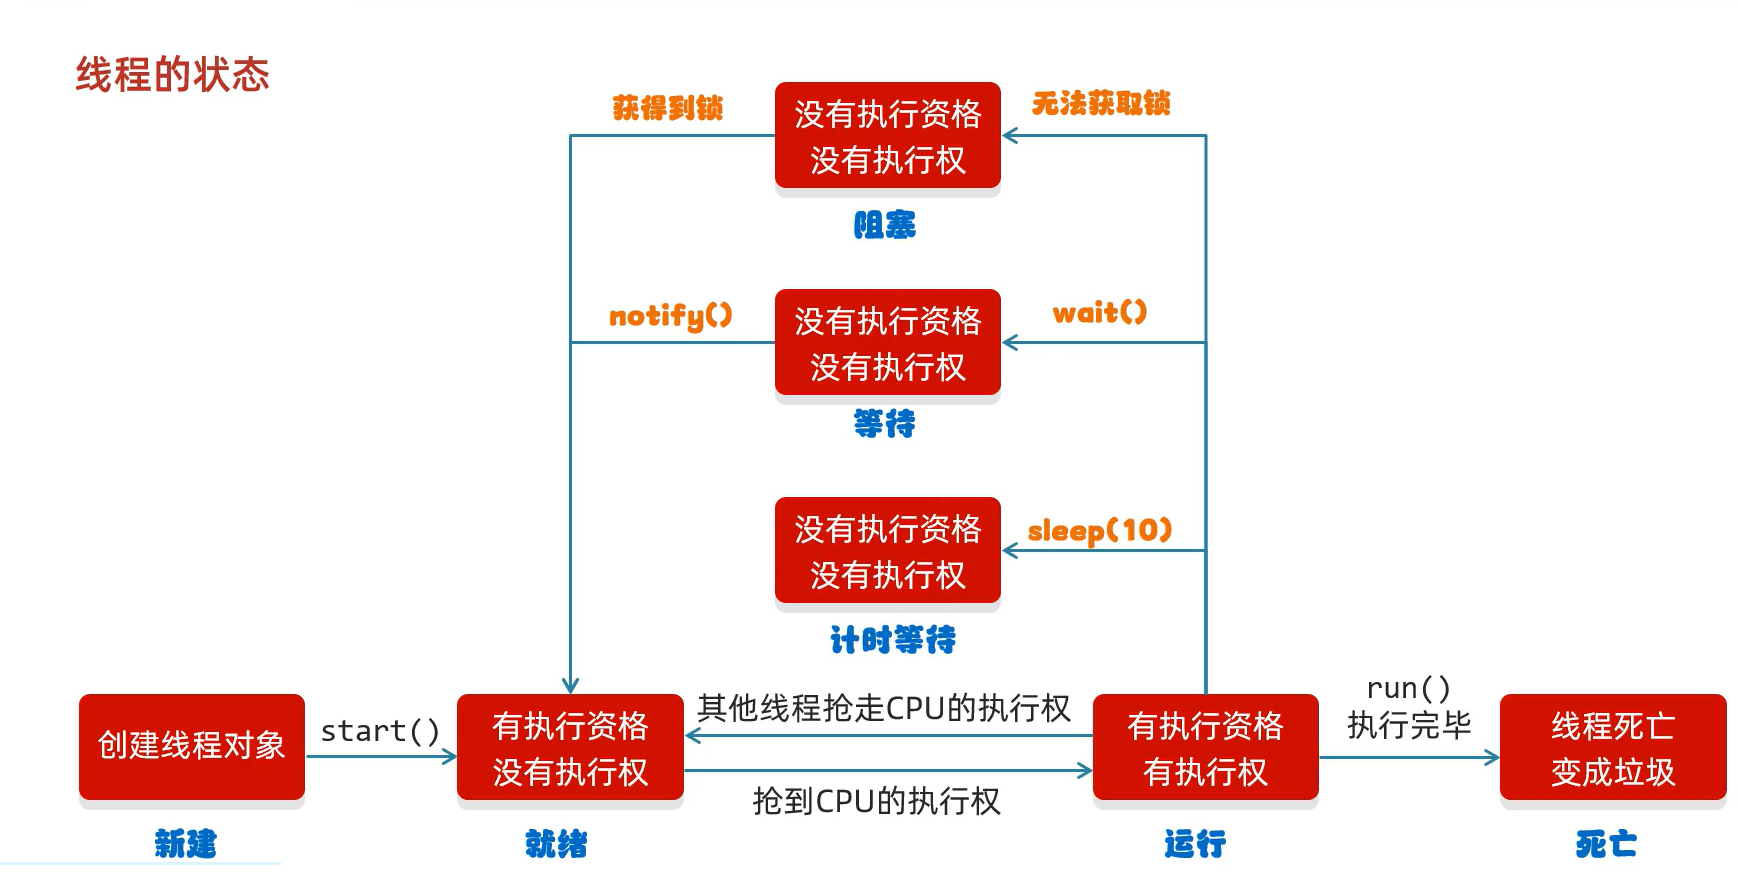 线程的状态
获得到锁
没有执行资格
没有执行权
无法获取锁
阻塞
notify()
没有执行资格
没有执行权
wait()
等待
没有执行资格
没有执行权
sleep(10)
计时等待
创建线程对象
start()
有执行资格
没有执行权
其他线程抢走CPU的执行权
抢到CPU的执行权
有执行资格
有执行权
run()
执行完毕
线程死亡
变成垃圾
新建
就绪
运行
死亡